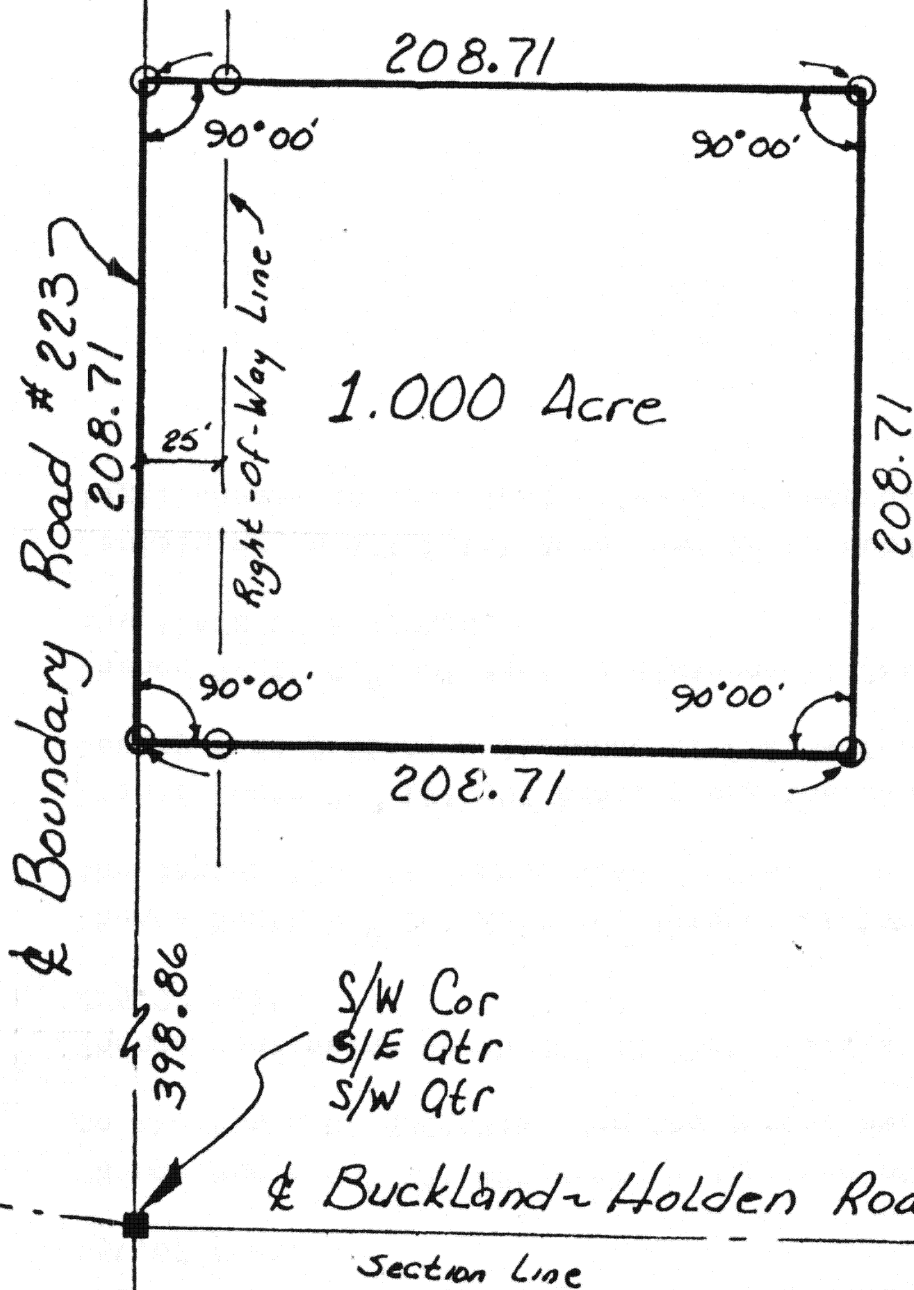 208.71
90°00'
90°00'
℄ Boundary Road # 223
208.71
Right-Of-Way Line
25'
1.000 Acre
208.71
90°00'
90°00'
208.71
398.86
S/W Cor
S/E Qtr
S/W Qtr
℄ Buckland~Holden Roa
Section Line